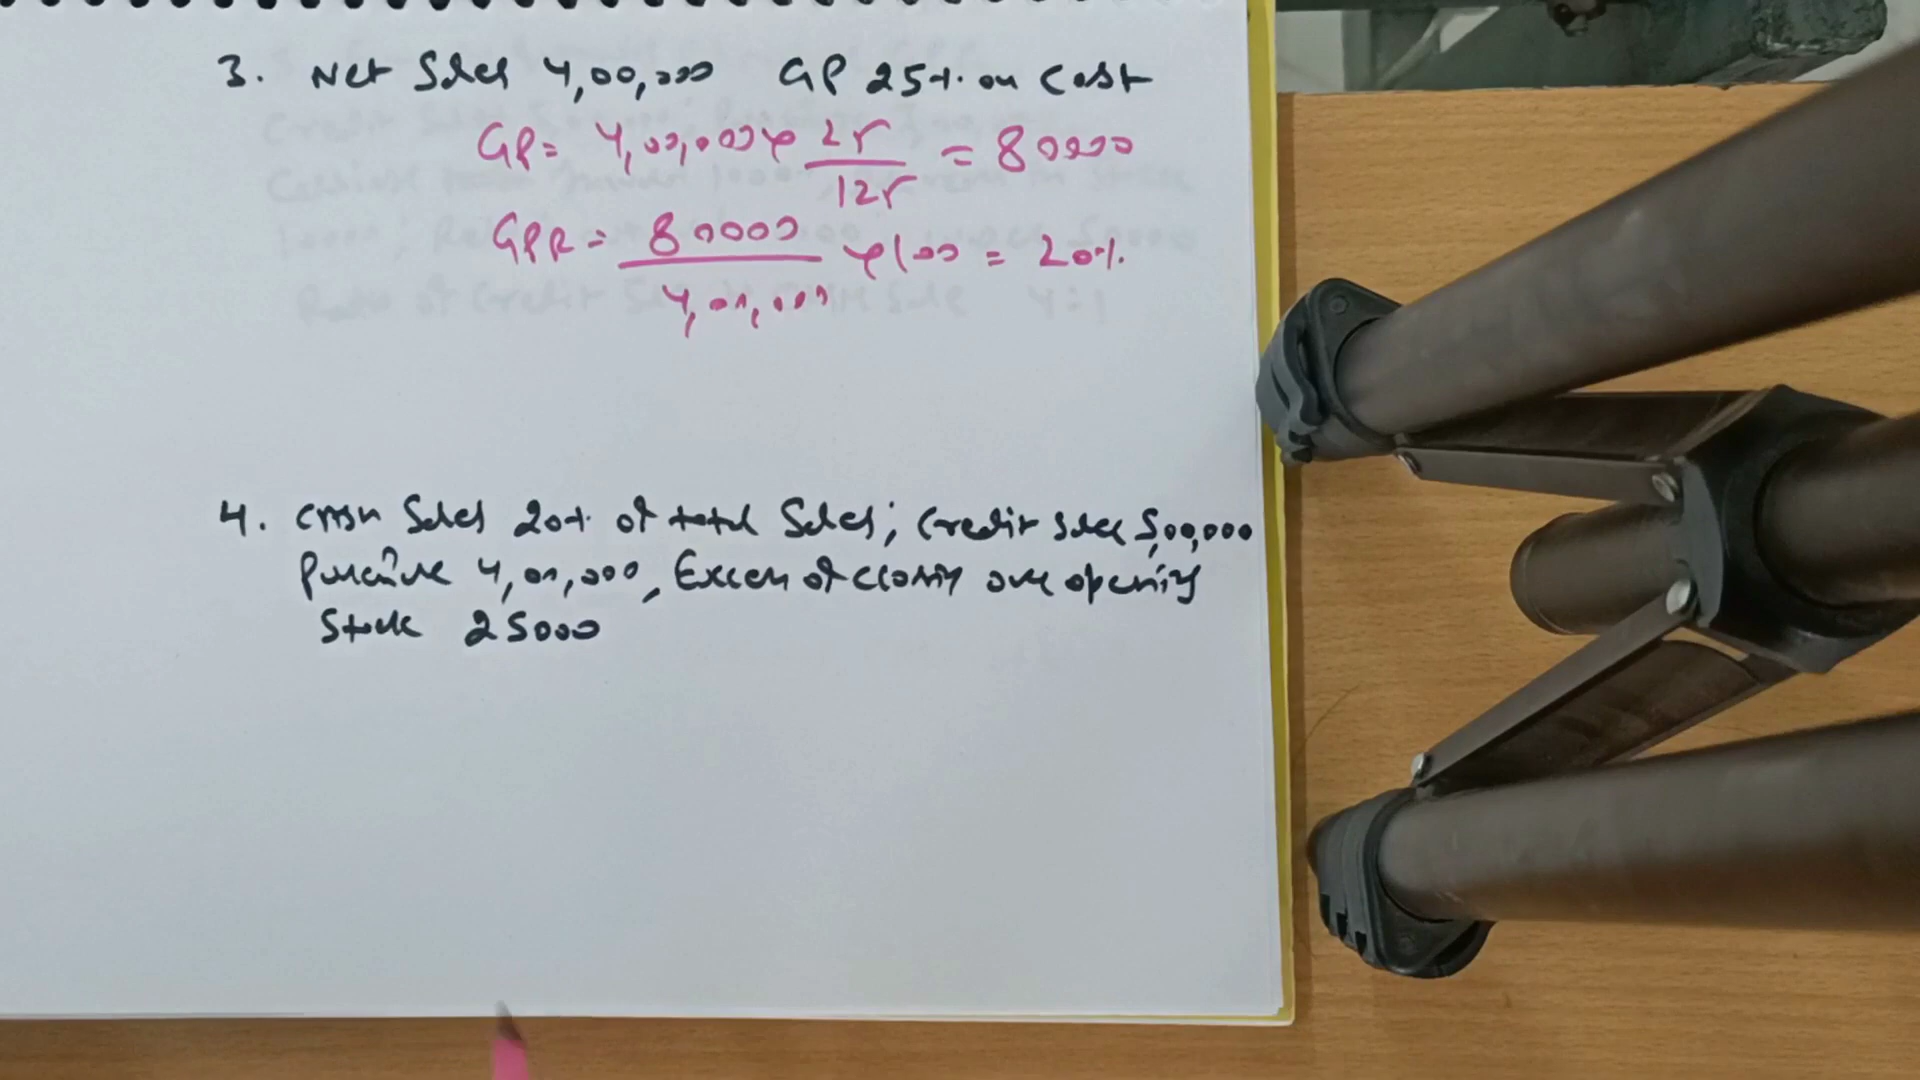 3. Net Sales 4,00,000 GP 25% on Cost
GP = 4,00,000 × 25/125 = 80000
GPR = 80000/4,00,000 × 100 = 20%
4. Cash Sales 20% of total Sales; Credit Sales 5,00,000
Purchase 4,00,000, Excess of closing over opening
Stock 25000